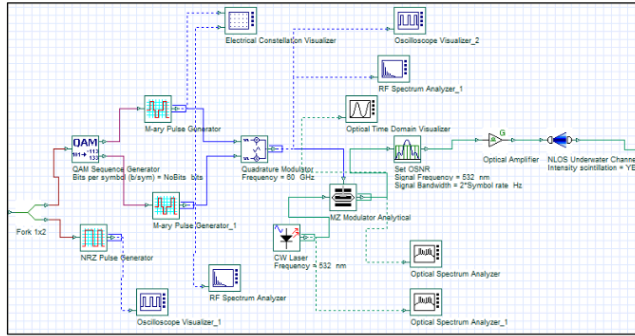 Electrical Constellation Visualizer
Oscilloscope Visualizer_2
RF Spectrum Analyzer_1
M-ary Pulse Generator
Optical Time Domain Visualizer
QAM
101 → -113
111 133
QAM Sequence Generator
Bits per symbol (b/sym) = NoBits bits
Quadrature Modulator
Frequency = 60 GHz
Set OSNR
Signal Frequency = 532 nm
Signal Bandwidth = 2*Symbol rate Hz
G
Optical Amplifier
NLOS Underwater Channe
Intensity scintillation = YE
M-ary Pulse Generator_1
MZ Modulator Analytical
Fork 1x2
NRZ Pulse Generator
CW Laser
Frequency = 532 nm
Optical Spectrum Analyzer
RF Spectrum Analyzer
Oscilloscope Visualizer_1
Optical Spectrum Analyzer_1